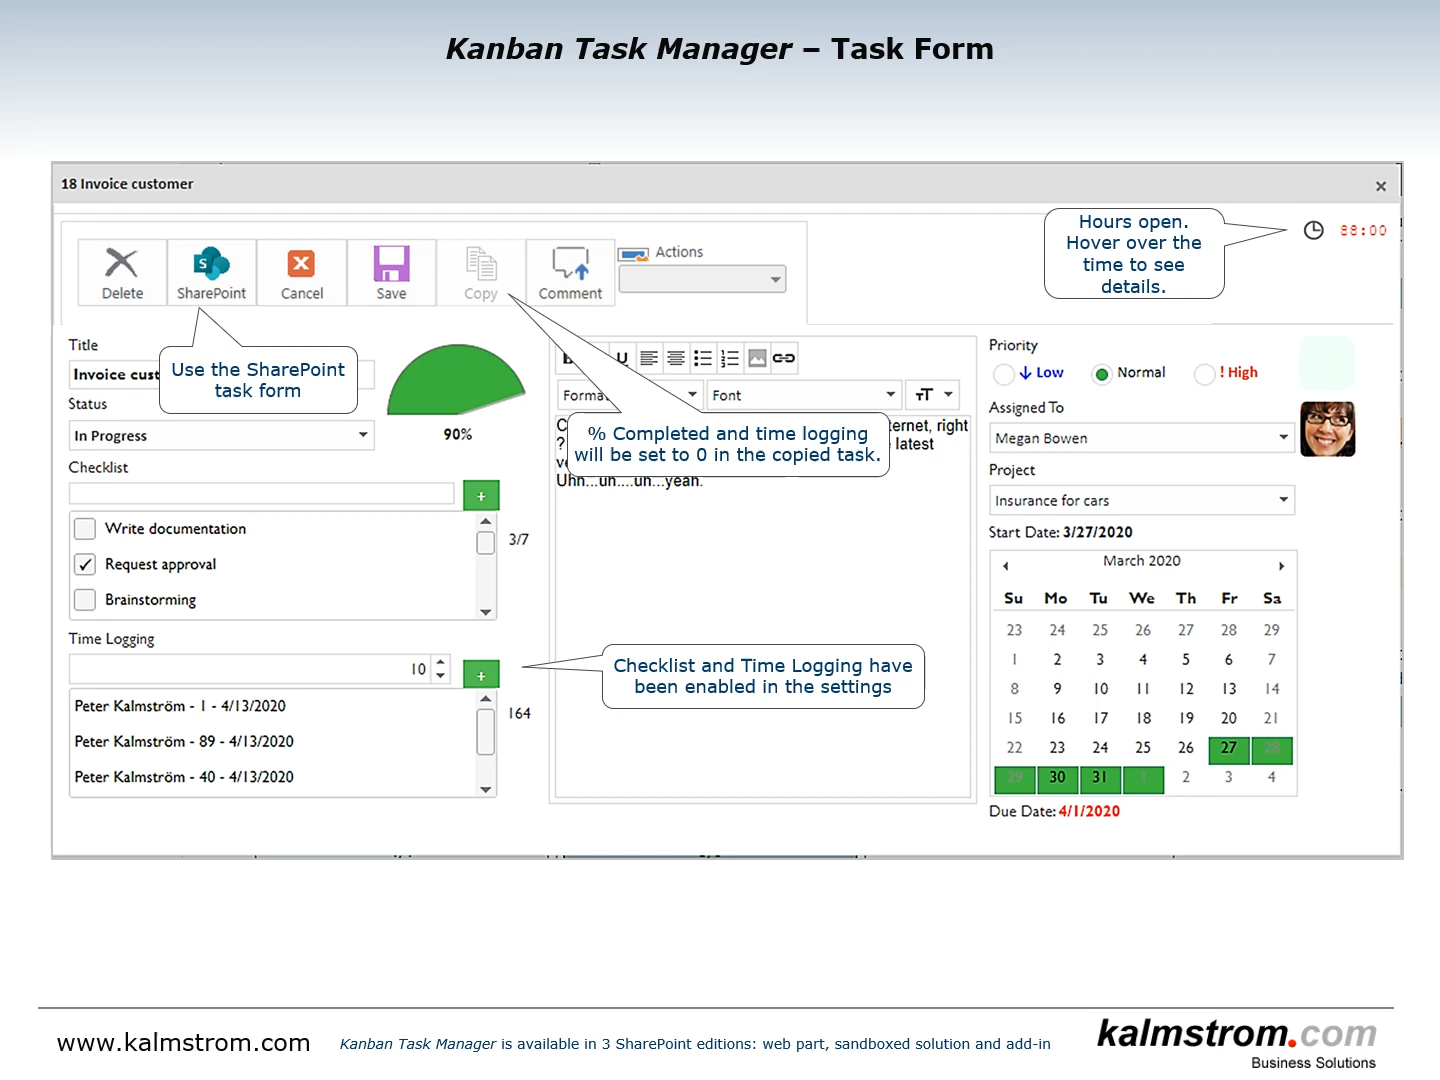 Kanban Task Manager – Task Form
18 Invoice customer
×
Hours open.
Hover over the
time to see
details.
88:00
Delete
SharePoint
Cancel
Save
Copy
Comment
Actions
Title
Use the SharePoint
task form
Status
In Progress
90%
Checklist
+
Write documentation
Request approval
Brainstorming
3/7
Time Logging
10
+
Peter Kalmström - 1 - 4/13/2020
Peter Kalmström - 89 - 4/13/2020
Peter Kalmström - 40 - 4/13/2020
164
U
Font
% Completed and time logging
will be set to 0 in the copied task.
right
?
latest
Uhn...un....un...yeah.
Checklist and Time Logging have
been enabled in the settings
Priority
Low
Normal
! High
Assigned To
Megan Bowen
Project
Insurance for cars
Start Date: 3/27/2020
March 2020
Su Mo Tu We Th Fr Sa
23 24 25 26 27 28 29
1 2 3 4 5 6 7
8 9 10 11 12 13 14
15 16 17 18 19 20 21
22 23 24 25 26 27 28
29 30 31 1 2 3 4
Due Date: 4/1/2020
www.kalmstrom.com
Kanban Task Manager is available in 3 SharePoint editions: web part, sandboxed solution and add-in
kalmstrom.com
Business Solutions